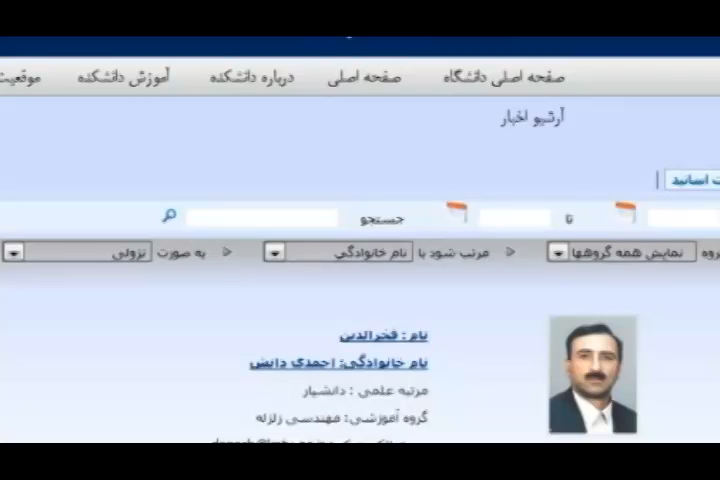 صفحه اصلی دانشگاه صفحه اصلی درباره دانشکده آموزش دانشکده موقعیت
آرشیو اخبار
اساتید
تا جستجو
نمایش همه گروهها مرتب شود با نام خانوادگی به صورت نزولی
نام : فخرالدین
نام خانوادگی: احمدی دانش
مرتبه علمی : دانشیار
گروه آموزشی: مهندسی زلزله